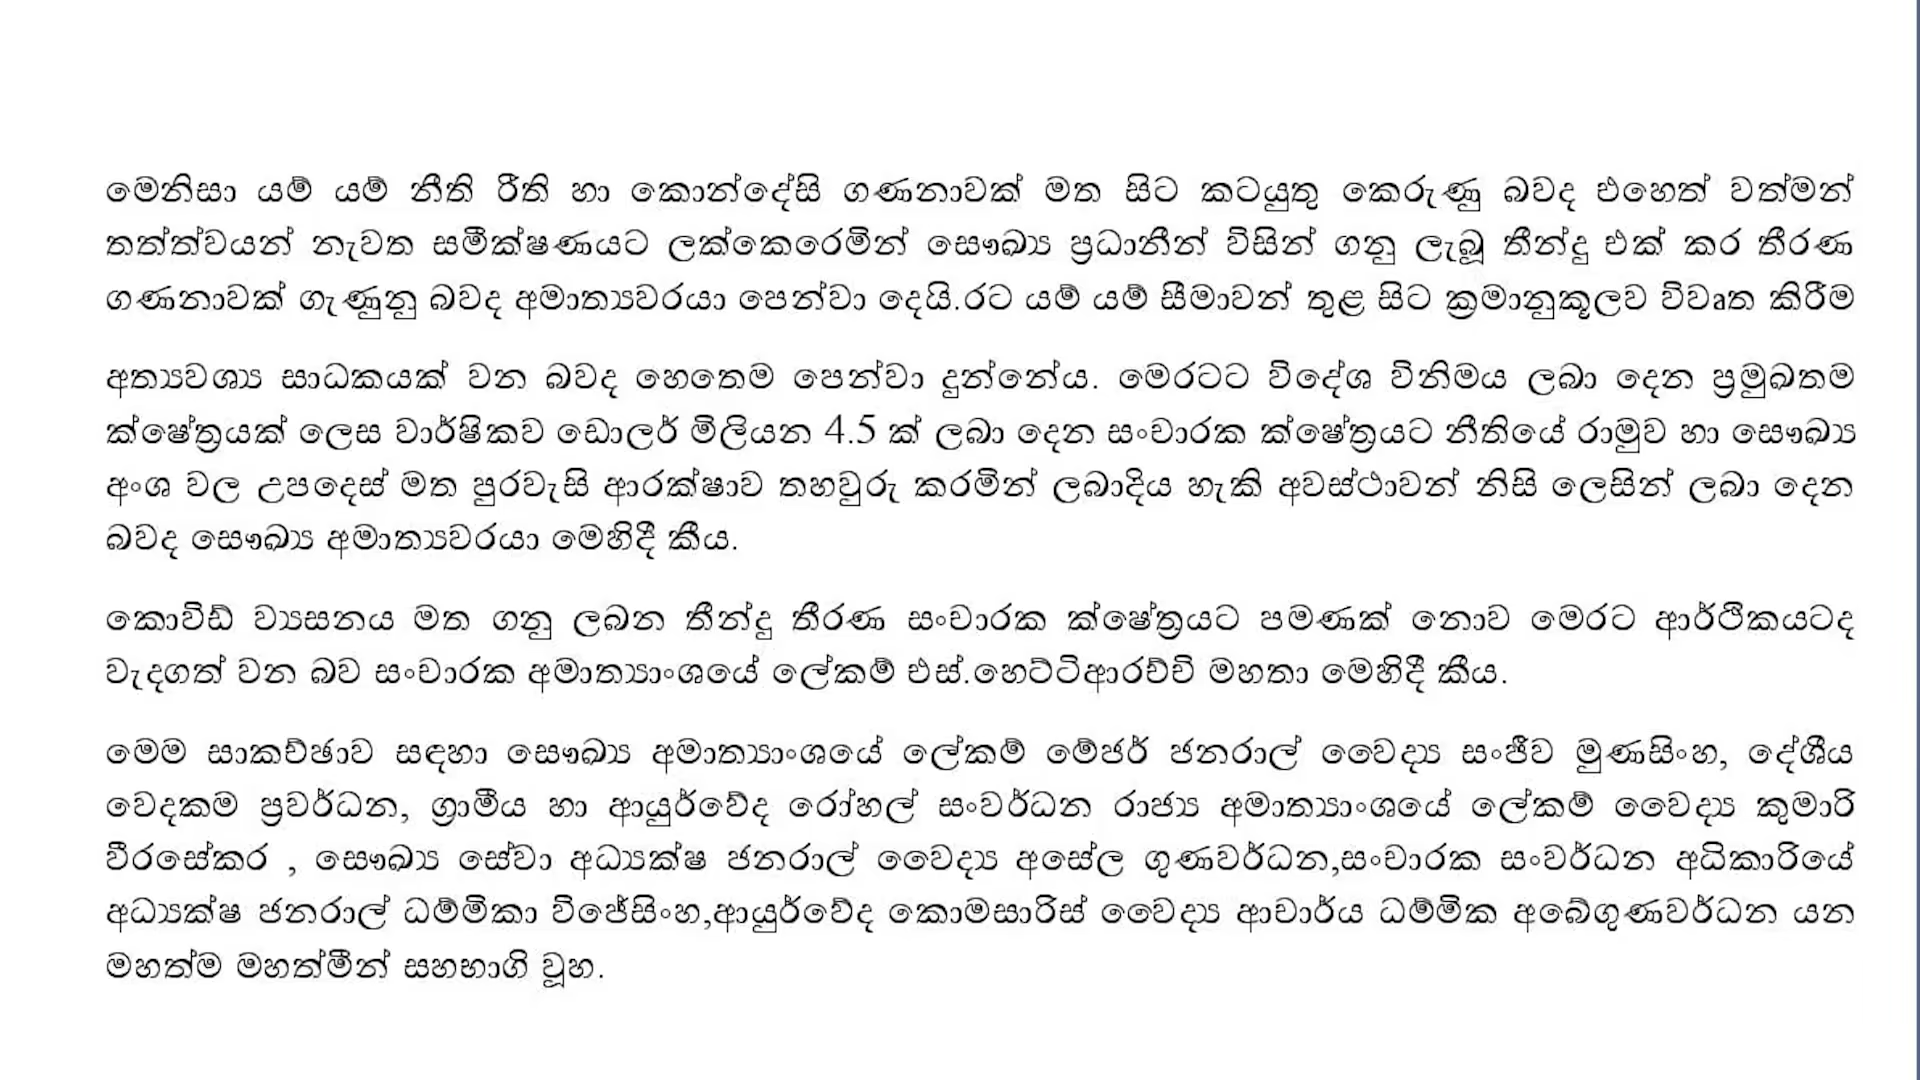 මෙනිසා යම් යම් නීති රීති හා කොන්දේසි ගණනාවක් මත සිට කටයුතු කෙරුණු බවද එහෙත් වත්මන්
තත්ත්වයන් නැවත සමීක්ෂණයට ලක්කෙරෙමින් සෞඛ්‍ය ප්‍රධානීන් විසින් ගනු ලැබූ තීන්දු එක් කර තීරණ
ගණනාවක් ගැණුනු බවද අමාත්‍යවරයා පෙන්වා දෙයි.රට යම් යම් සීමාවන් තුළ සිට ක්‍රමානුකූලව විවෘත කිරීම
අත්‍යවශ්‍ය සාධකයක් වන බවද හෙතෙම පෙන්වා දුන්නේය. මෙරටට විදේශ විනිමය ලබා දෙන ප්‍රමුඛතම
ක්ෂේත්‍රයක් ලෙස වාර්ෂිකව ඩොලර් මිලියන 4.5 ක් ලබා දෙන සංචාරක ක්ෂේත්‍රයට නීතියේ රාමුව හා සෞඛ්‍ය
අංශ වල උපදෙස් මත පුරවැසි ආරක්ෂාව තහවුරු කරමින් ලබාදිය හැකි අවස්ථාවන් නිසි ලෙසින් ලබා දෙන
බවද සෞඛ්‍ය අමාත්‍යවරයා මෙහිදී කීය.
කොවිඩ් ව්‍යසනය මත ගනු ලබන තීන්දු තීරණ සංචාරක ක්ෂේත්‍රයට පමණක් නොව මෙරට ආර්ථිකයටද
වැදගත් වන බව සංචාරක අමාත්‍යාංශයේ ලේකම් එස්.හෙට්ටිආරච්චි මහතා මෙහිදී කීය.
මෙම සාකච්ඡාව සඳහා සෞඛ්‍ය අමාත්‍යාංශයේ ලේකම් මේජර් ජනරාල් වෛද්‍ය සංජීව මුණසිංහ, දේශීය
වෙදකම ප්‍රවර්ධන, ග්‍රාමීය හා ආයුර්වේද රෝහල් සංවර්ධන රාජ්‍ය අමාත්‍යාංශයේ ලේකම් වෛද්‍ය කුමාරි
වීරසේකර , සෞඛ්‍ය සේවා අධ්‍යක්ෂ ජනරාල් වෛද්‍ය අසේල ගුණවර්ධන,සංචාරක සංවර්ධන අධිකාරියේ
අධ්‍යක්ෂ ජනරාල් ධම්මිකා විජේසිංහ,ආයුර්වේද කොමසාරිස් වෛද්‍ය ආචාර්ය ධම්මික අබේගුණවර්ධන යන
මහත්ම මහත්මීන් සහභාගි වූහ.